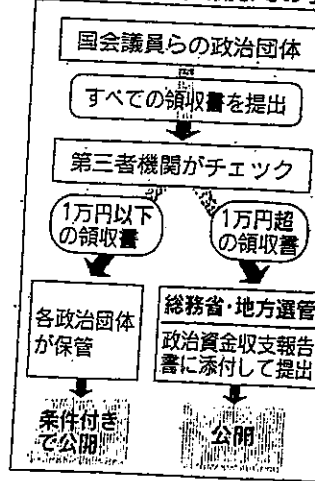 国会議員らの政治団体
すべての領収書を提出
第三者機関がチェック
1万円以下
の領収書
1万円超
の領収書
各政治団体
が保管
総務省・地方選管
政治資金収支報告
書に添付して提出
条件付き
で公開
公開